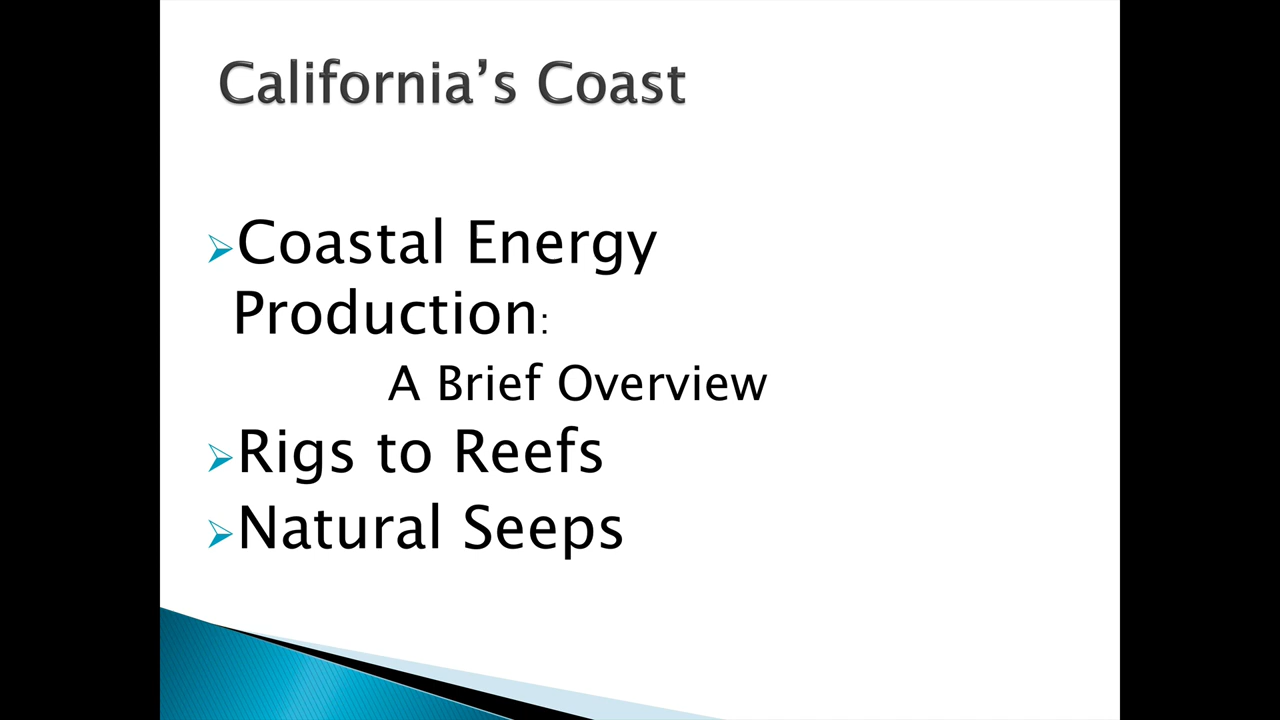 California’s Coast
Coastal Energy
Production:
A Brief Overview
Rigs to Reefs
Natural Seeps